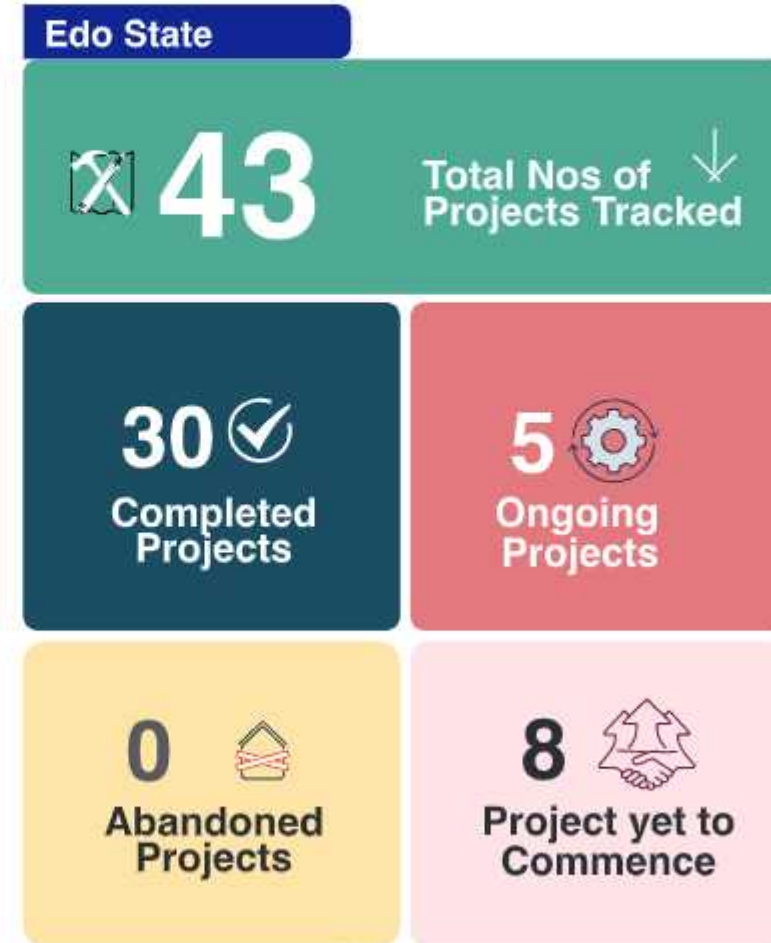 Edo State
43
Total Nos of
Projects Tracked
30
Completed
Projects
5
Ongoing
Projects
0
Abandoned
Projects
8
Project yet to
Commence